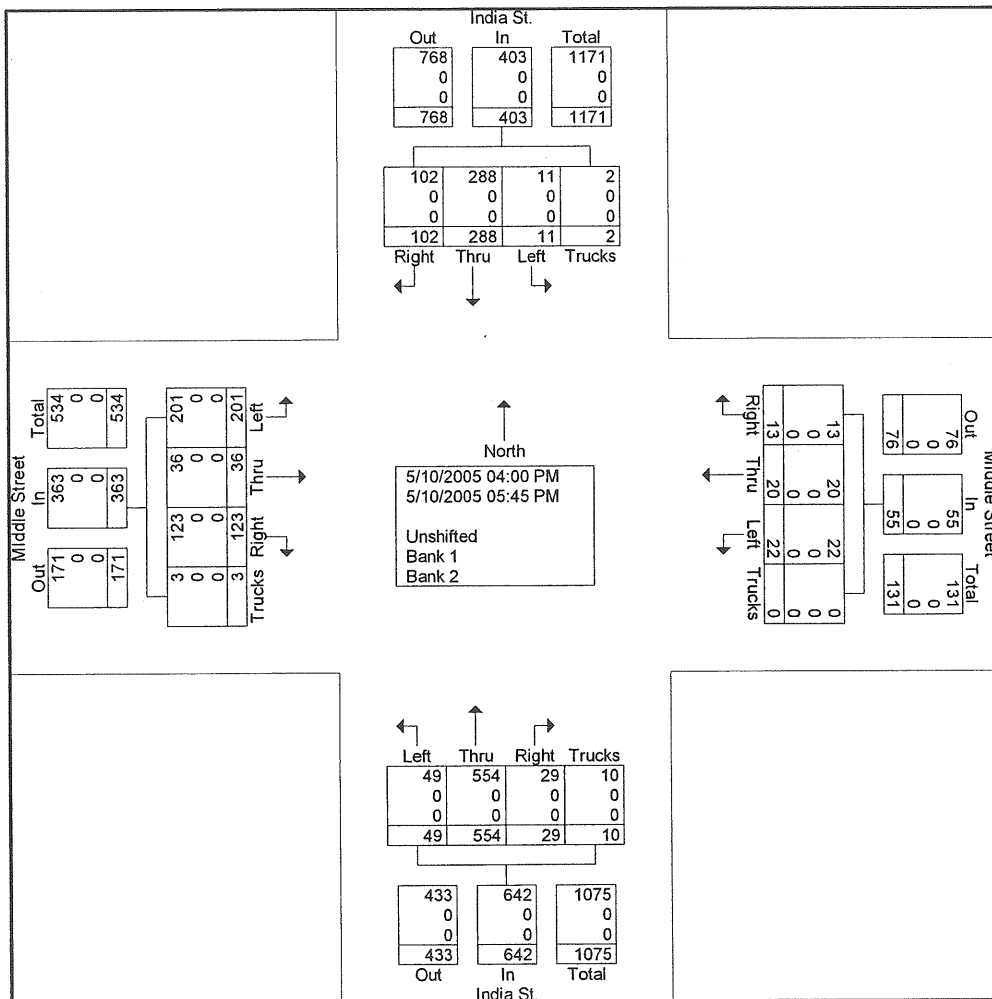 India St.
Out In Total
768 403 1171
0 0 0
0 0 0
768 403 1171
102 288 11 2
0 0 0 0
0 0 0 0
102 288 11 2
Right Thru Left Trucks
Middle Street
Total In Out
534 363 171
0 0 0
0 0 0
534 363 171
201 36 123 3
0 0 0 0
0 0 0 0
201 36 123 3
Left Thru Right Trucks
North
5/10/2005 04:00 PM
5/10/2005 05:45 PM
Unshifted
Bank 1
Bank 2
Middle Street
Out In Total
76 55 131
0 0 0
0 0 0
76 55 131
13 20 22 0
0 0 0 0
0 0 0 0
13 20 22 0
Right Thru Left Trucks
Left Thru Right Trucks
49 554 29 10
0 0 0 0
0 0 0 0
49 554 29 10
433 642 1075
0 0 0
0 0 0
433 642 1075
Out In Total
India St.